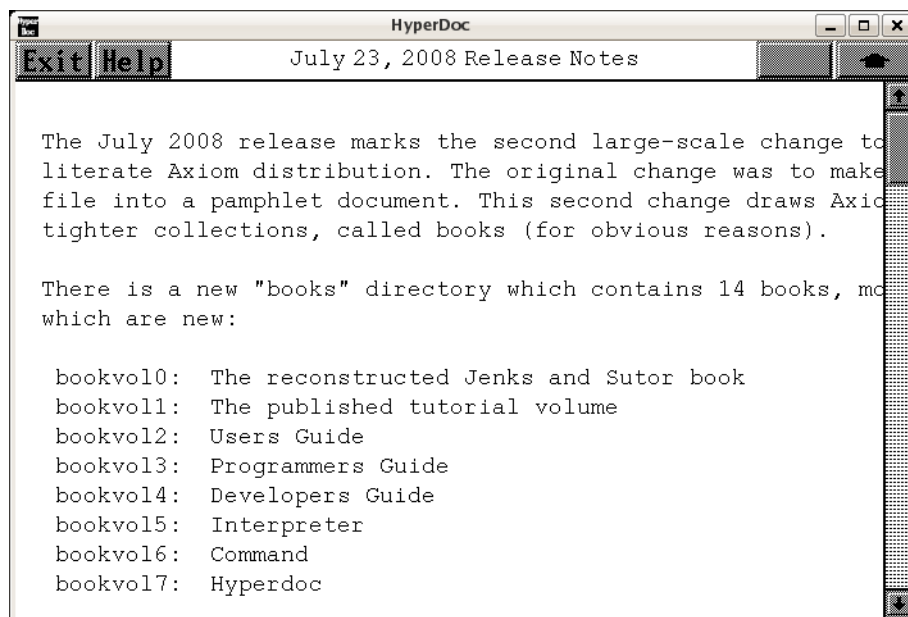 Hyper Doc
HyperDoc
Exit Help July 23, 2008 Release Notes
The July 2008 release marks the second large-scale change to
literate Axiom distribution. The original change was to make
file into a pamphlet document. This second change draws
tighter collections, called books (for obvious reasons).
There is a new "books" directory which contains 14 books,
which are new:
bookvol0: The reconstructed Jenks and Sutor book
bookvol1: The published tutorial volume
bookvol2: Users Guide
bookvol3: Programmers Guide
bookvol4: Developers Guide
bookvol5: Interpreter
bookvol6: Command
bookvol7: Hyperdoc